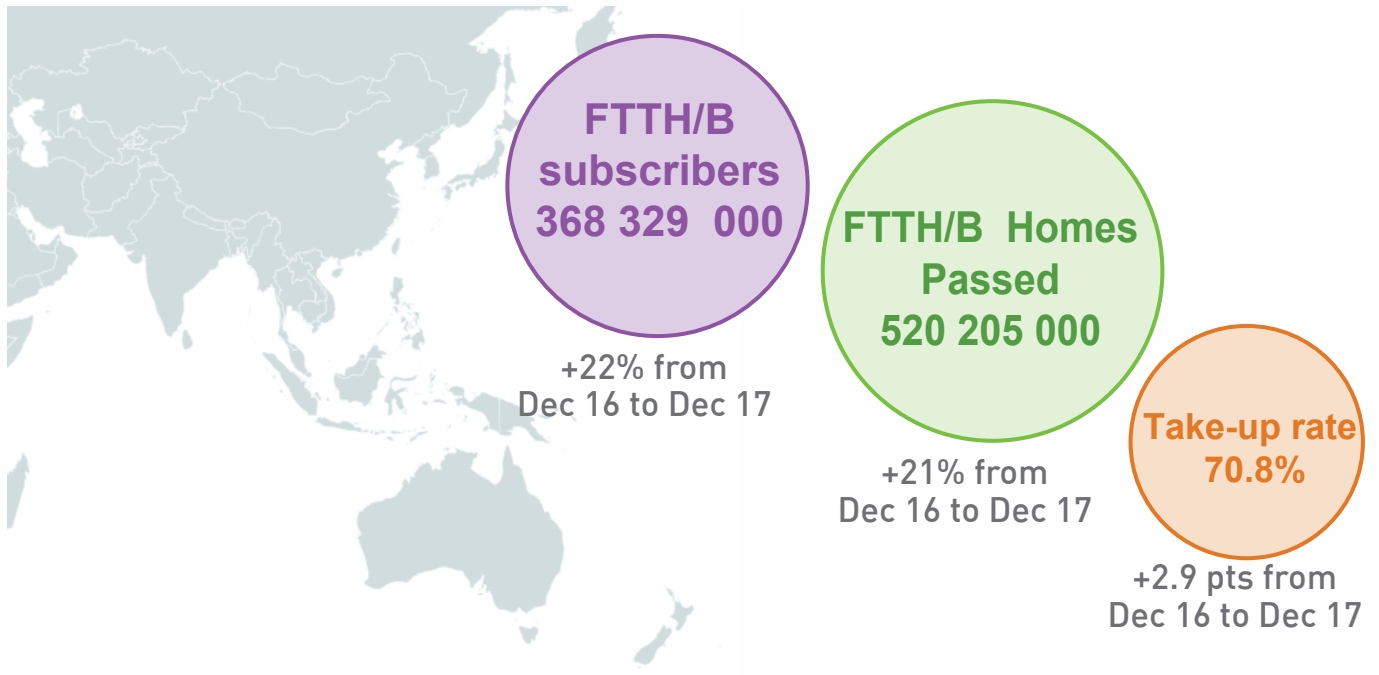 FTTH/B
subscribers
368 329 000
+22% from
Dec 16 to Dec 17
FTTH/B Homes
Passed
520 205 000
+21% from
Dec 16 to Dec 17
Take-up rate
70.8%
+2.9 pts from
Dec 16 to Dec 17